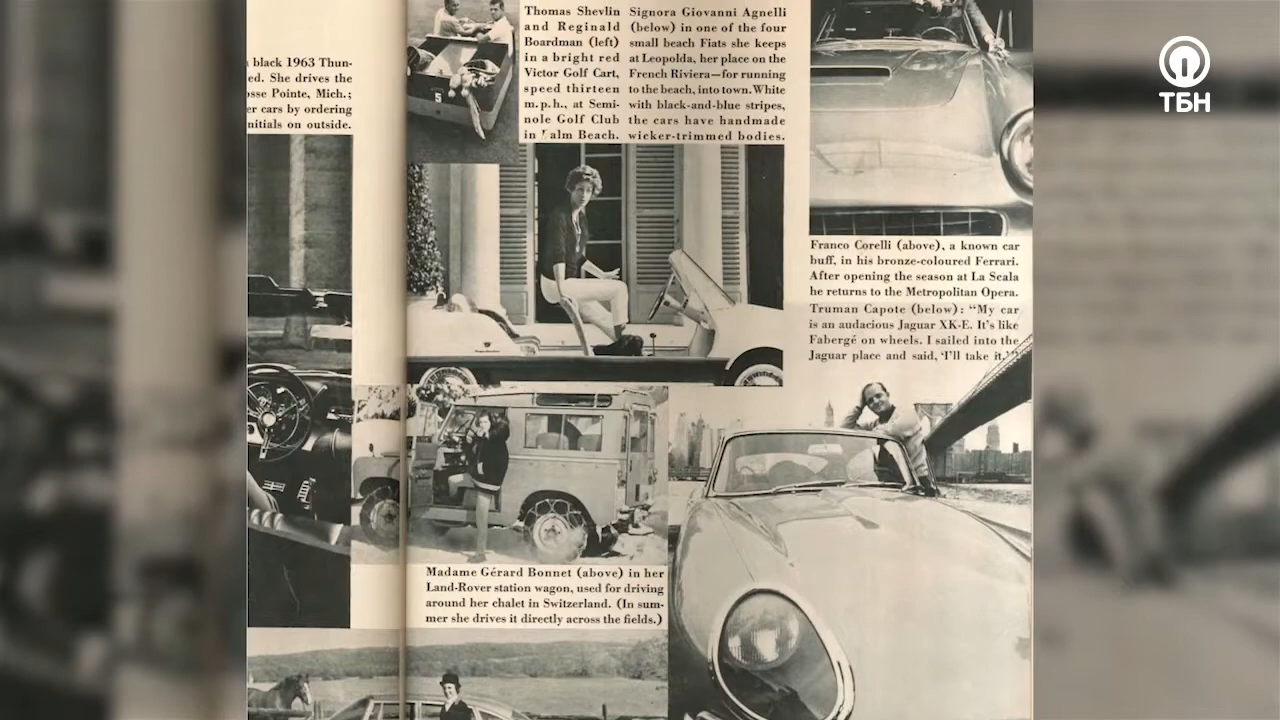 black 1963 Thun-
ed. She drives the
osse Pointe, Mich.;
er cars by ordering
nitials on outside.
Thomas Shevlin
and Reginald
Boardman (left)
in a bright red
Victor Golf Cart,
speed thirteen
m.p.h., at Semi-
nole Golf Club
in Palm Beach.
Signora Giovanni Agnelli
(below) in one of the four
small beach Fiats she keeps
at Leopolda, her place on the
French Riviera—for running
to the beach, into town. White
with black-and-blue stripes,
the cars have handmade
wicker-trimmed bodies.
5
Franco Corelli (above), a known car
buff, in his bronze-coloured Ferrari.
After opening the season at La Scala
he returns to the Metropolitan Opera.
Truman Capote (below): “My car
is an audacious Jaguar XK-E. It's like
Fabergé on wheels. I sailed into the
Jaguar place and said, ‘I'll take it.’”
Madame Gérard Bonnet (above) in her
Land-Rover station wagon, used for driving
around her chalet in Switzerland. (In sum-
mer she drives it directly across the fields.)
ТБН